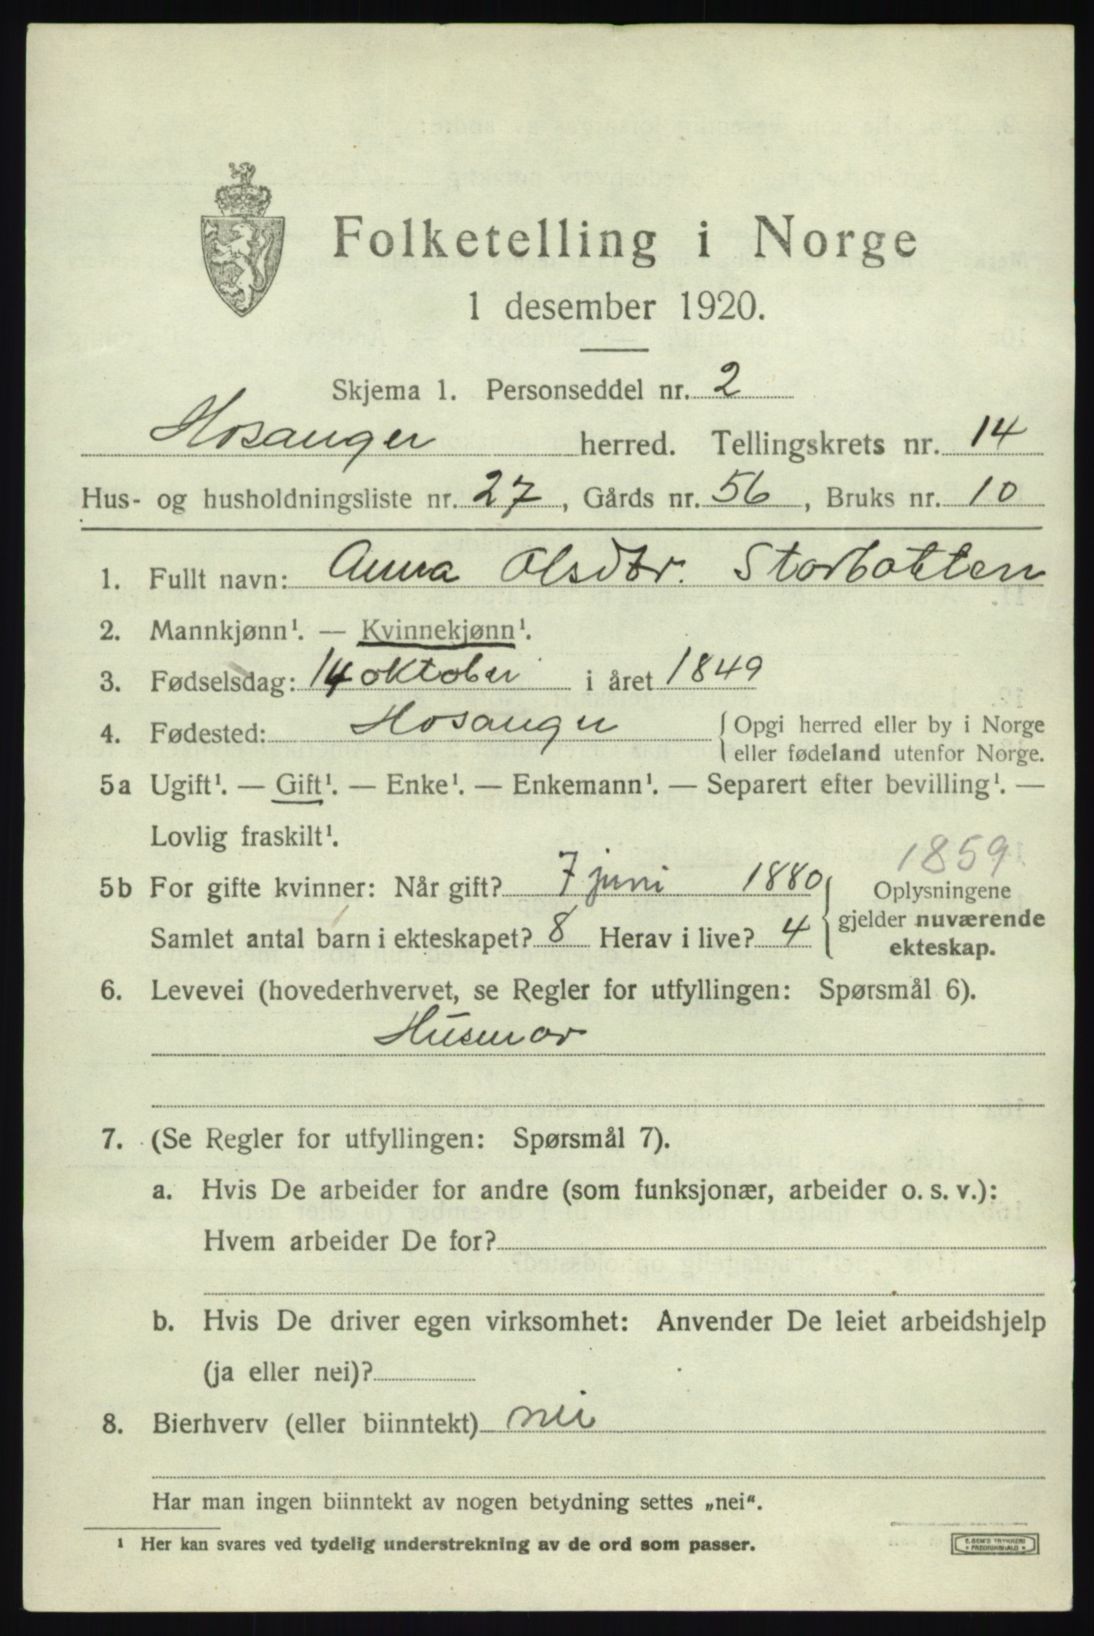 Folketelling i Norge
1 desember 1920.
Skjema 1. Personseddel nr. 2
Hosanger herred. Tellingskrets nr. 14
Hus- og husholdningsliste nr. 27, Gårds nr. 56, Bruks nr. 10
1. Fullt navn: Anna Olsdtr. Storbakken
2. Mannkjønn¹. — Kvinnekjønn¹.
3. Fødselsdag: 14 oktober i året 1849
4. Fødested: Hosanger {Opgi herred eller by i Norge
eller fødeland utenfor Norge.
5a Ugift¹. — Gift¹. — Enke¹. — Enkemann¹. — Separert efter bevilling¹. —
Lovlig fraskilt¹.
1859
5b For gifte kvinner: Når gift? 7 juni 1880
Samlet antal barn i ekteskapet? 8 Herav i live? 4
Oplysningene
gjelder nuværende
ekteskap.
6. Levevei (hovederhvervet, se Regler for utfyllingen: Spørsmål 6).
Husmor
7. (Se Regler for utfyllingen: Spørsmål 7).
a. Hvis De arbeider for andre (som funksjonær, arbeider o. s. v.):
Hvem arbeider De for?
b. Hvis De driver egen virksomhet: Anvender De leiet arbeidshjelp
(ja eller nei)?
8. Bierhverv (eller biinntekt) nei
Har man ingen biinntekt av nogen betydning settes „nei“.
¹ Her kan svares ved tydelig understrekning av de ord som passer.